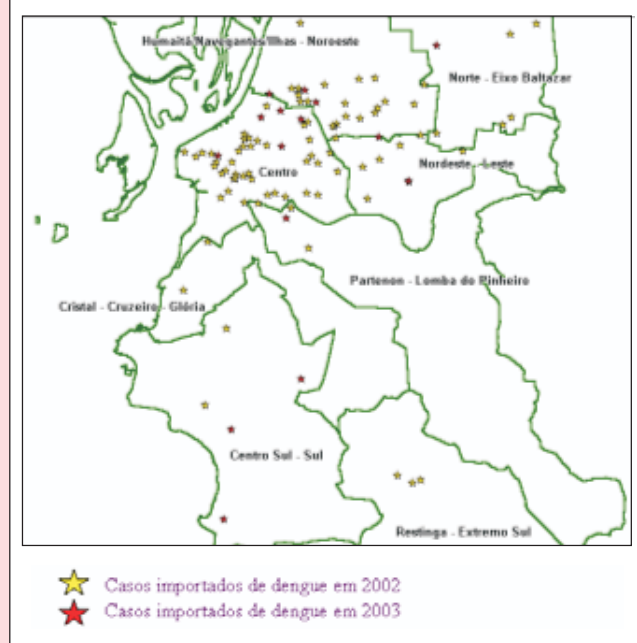 Humaitá/Navegantes/Ilhas - Noroeste
Norte - Eixo Baltazar
Centro
Nordeste - Leste
Partenon - Lomba do Pinheiro
Cristal - Cruzeiro - Glória
Centro Sul - Sul
Restinga - Extremo Sul
Casos importados de dengue em 2002
Casos importados de dengue em 2003